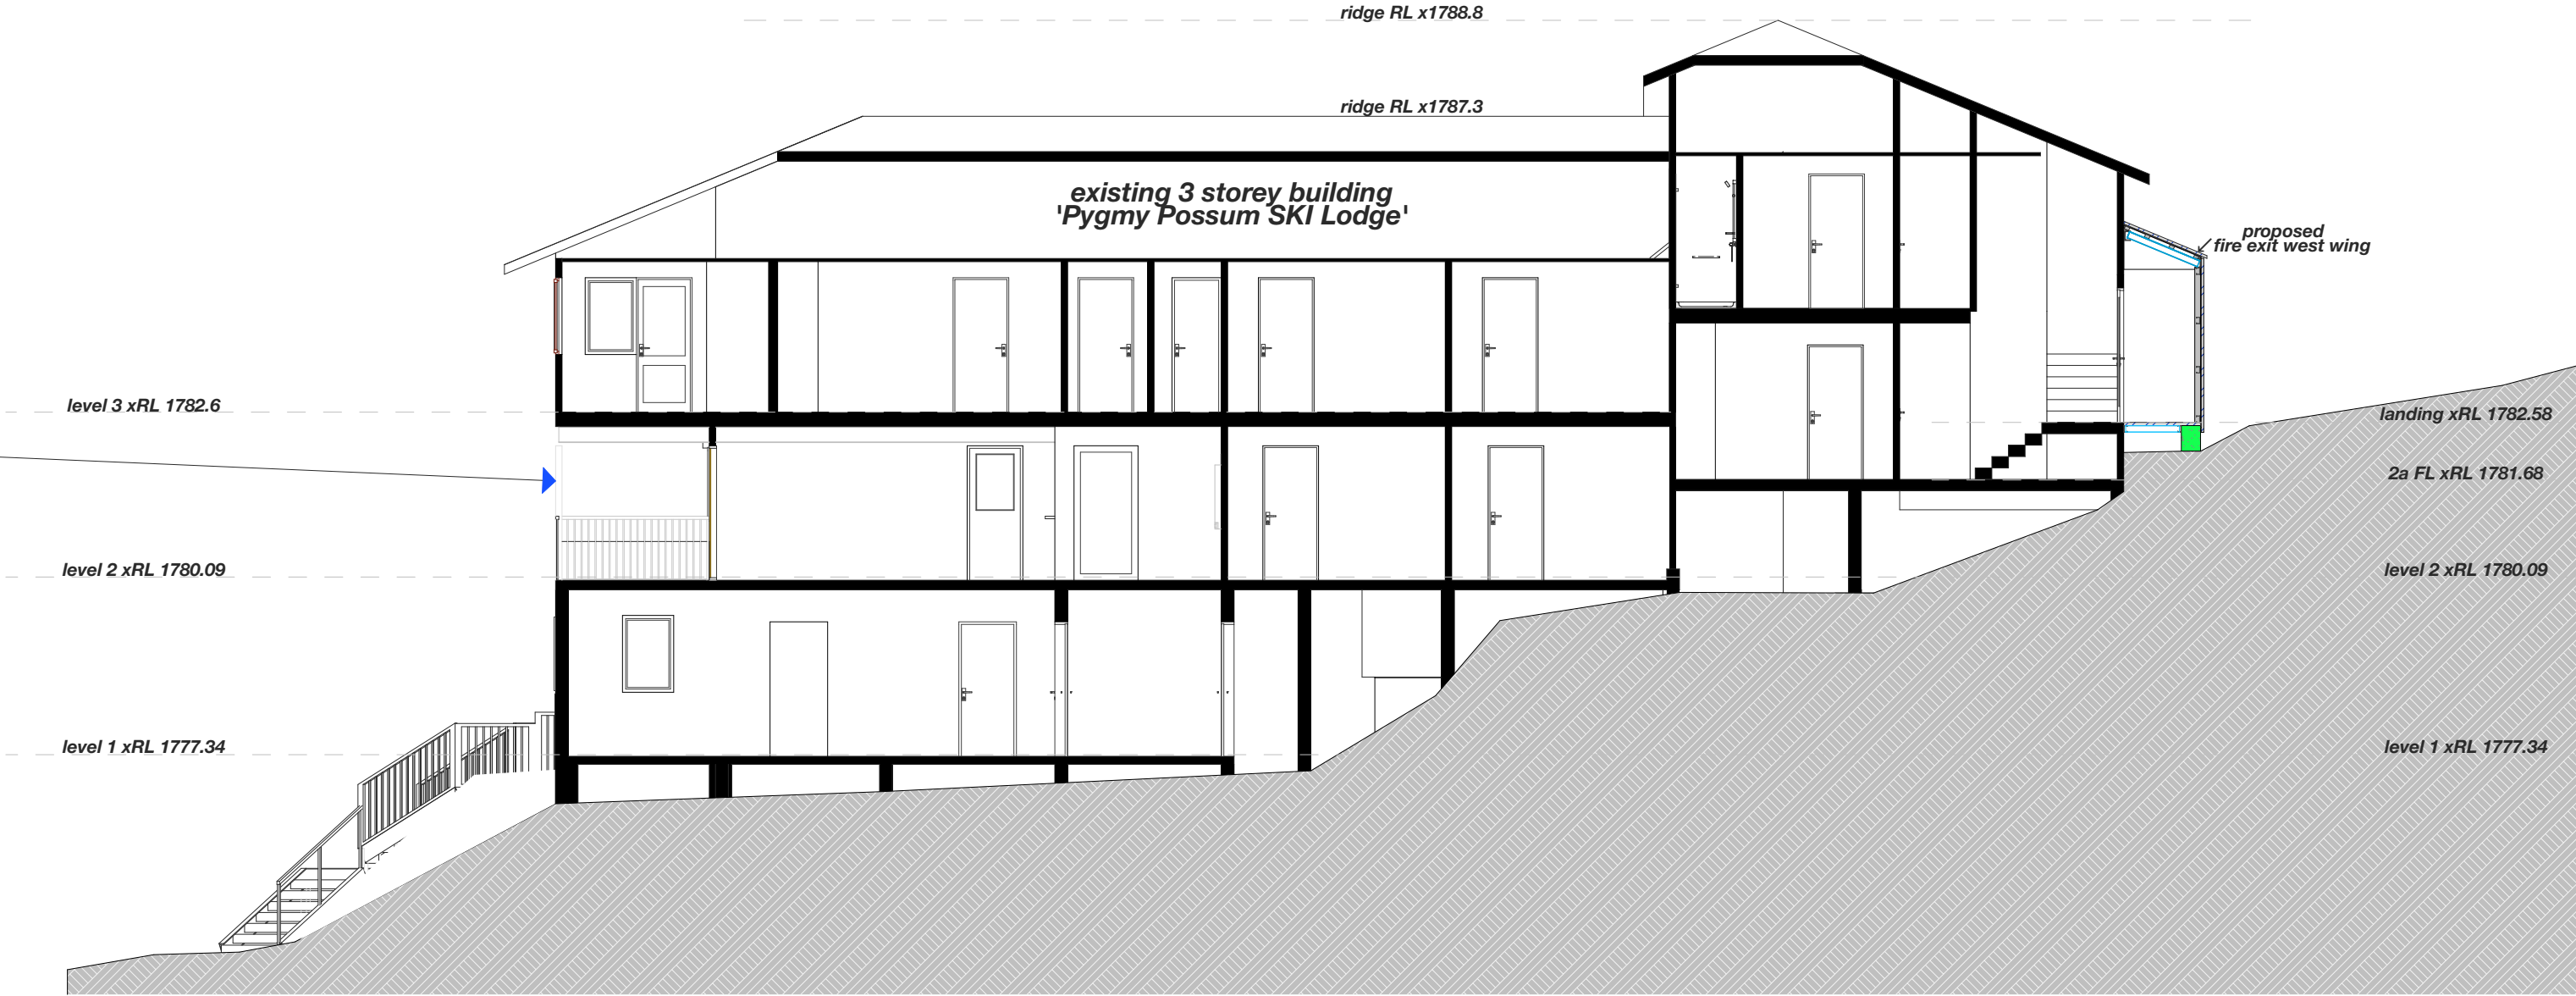 ridge RL x1788.8
ridge RL x1787.3
existing 3 storey building
'Pygmy Possum SKI Lodge'
proposed
fire exit west wing
level 3 xRL 1782.6
landing xRL 1782.58
2a FL xRL 1781.68
level 2 xRL 1780.09
level 2 xRL 1780.09
level 1 xRL 1777.34
level 1 xRL 1777.34